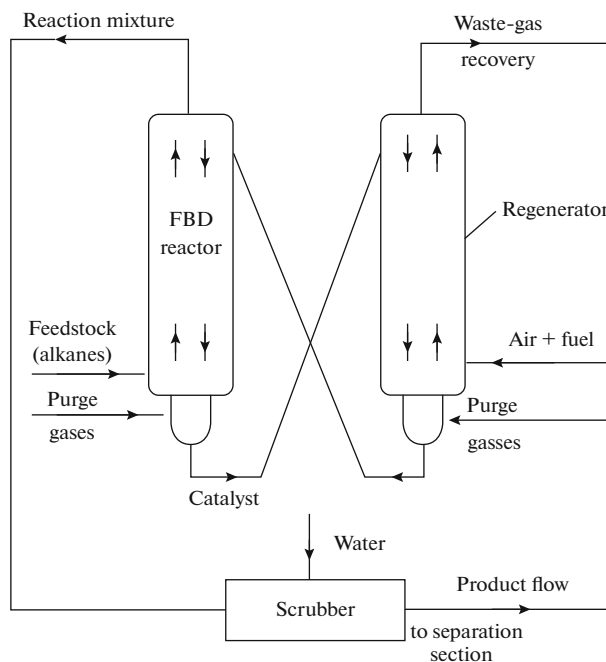 Reaction mixture
Waste-gas
recovery
FBD
reactor
Regenerator
Feedstock
(alkanes)
Air + fuel
Purge
gases
Purge
gasses
Catalyst
Water
Scrubber
Product flow
to separation
section